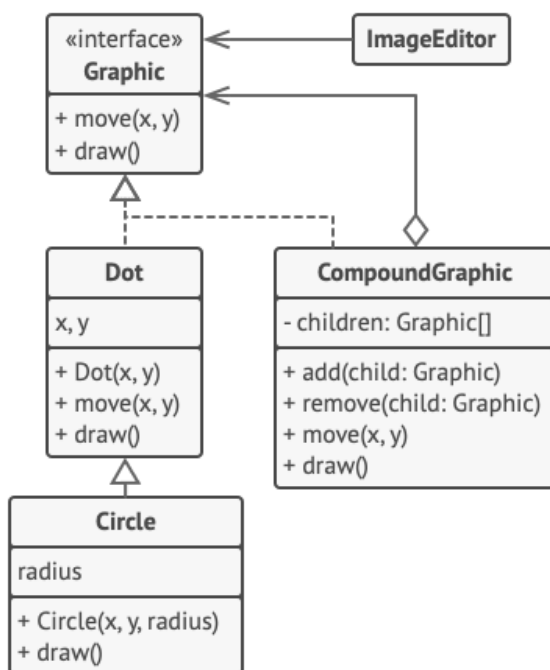 «interface»
Graphic
+ move(x, y)
+ draw()
ImageEditor
Dot
x, y
+ Dot(x, y)
+ move(x, y)
+ draw()
CompoundGraphic
- children: Graphic[]
+ add(child: Graphic)
+ remove(child: Graphic)
+ move(x, y)
+ draw()
Circle
radius
+ Circle(x, y, radius)
+ draw()